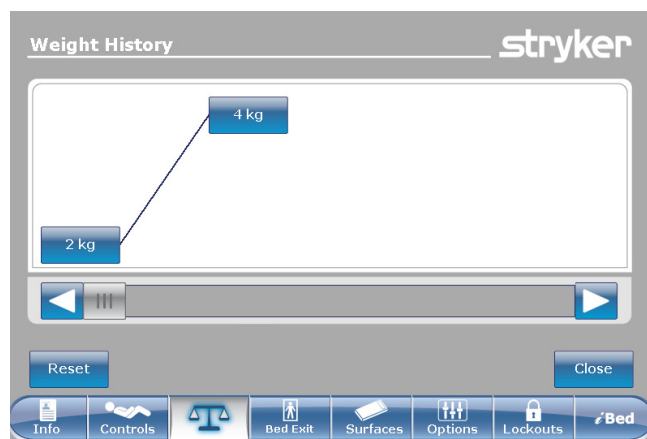 Weight History
stryker
4 kg
2 kg
Reset
Close
Info
Controls
Bed Exit
Surfaces
Options
Lockouts
iBed